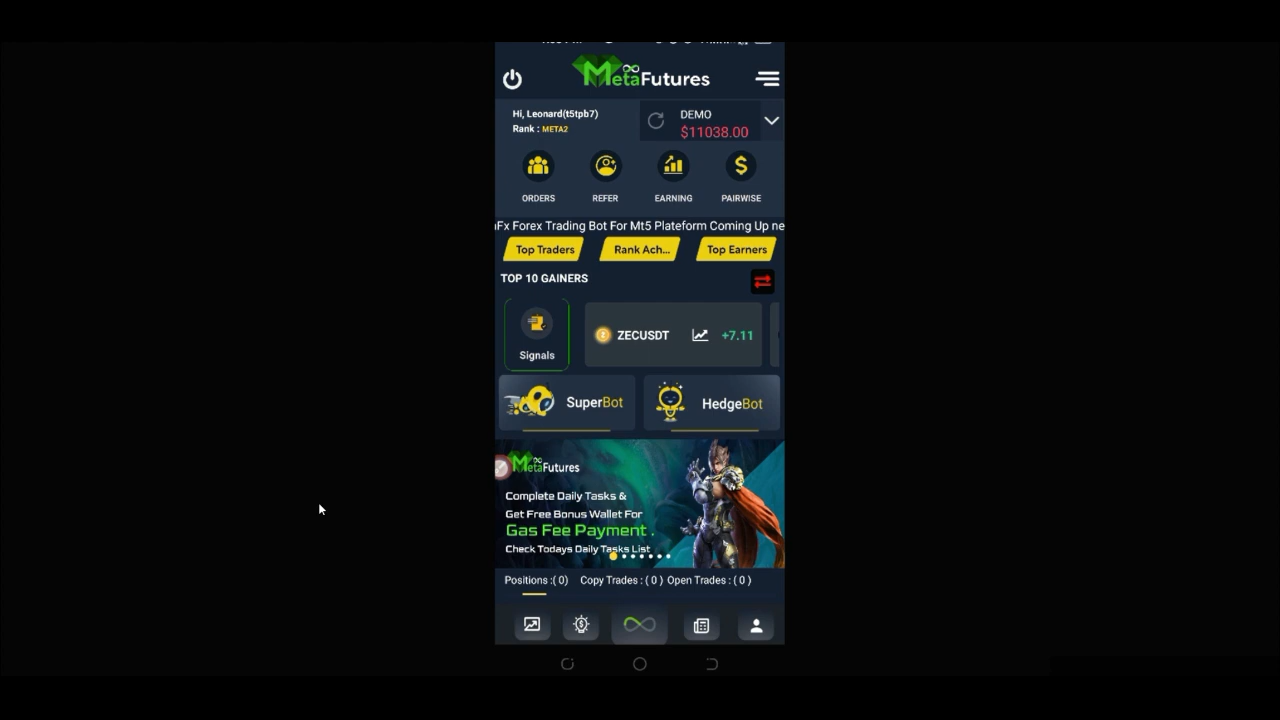 MetaFutures
Hi, Leonard(t5tpb7)
Rank : META2
DEMO
$11038.00
ORDERS REFER EARNING PAIRWISE
Fx Forex Trading Bot For Mt5 Plateform Coming Up ne
Top Traders Rank Ach... Top Earners
TOP 10 GAINERS
Signals
ZECUSDT +7.11
SuperBot HedgeBot
MetaFutures
Complete Daily Tasks &
Get Free Bonus Wallet For
Gas Fee Payment .
Check Todays Daily Tasks List
Positions :( 0) Copy Trades : ( 0 ) Open Trades : ( 0 )